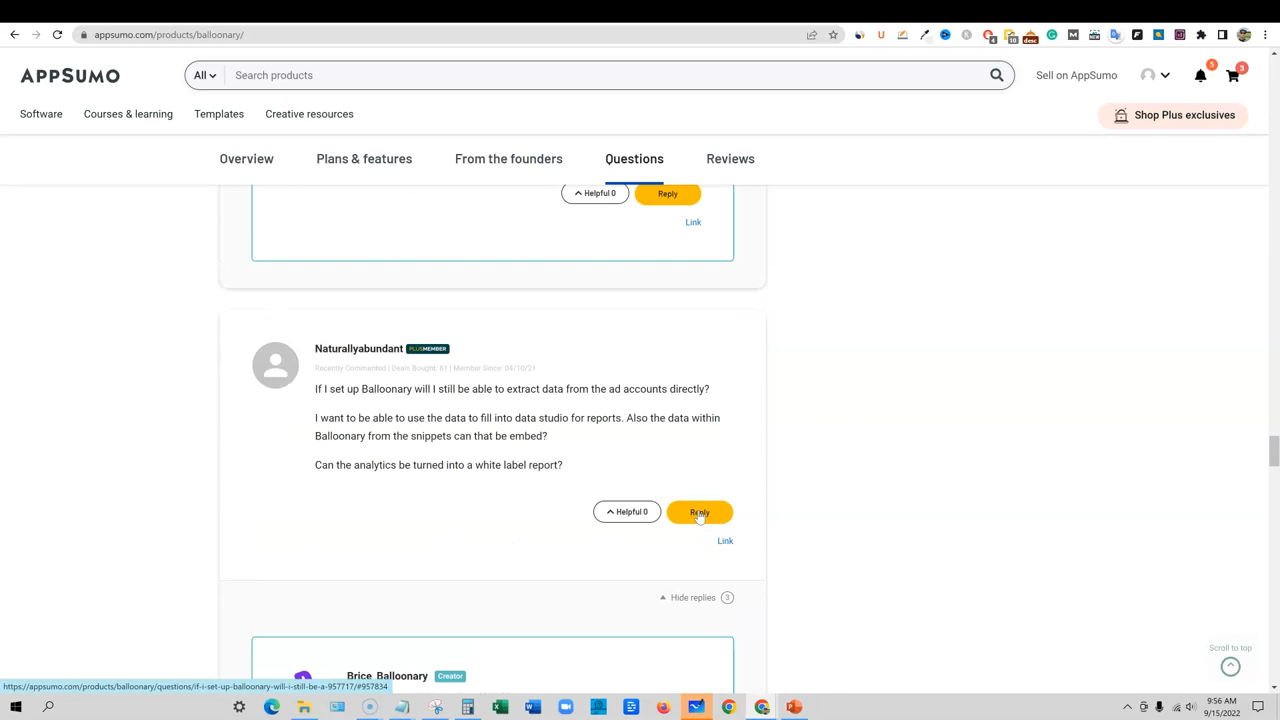 appsumo.com/products/balloonary/
4
10
desc
APPSUMO
All
Search products
Sell on AppSumo
5
3
Software
Courses & learning
Templates
Creative resources
Shop Plus exclusives
Overview
Plans & features
From the founders
Questions
Reviews
Helpful 0
Reply
Link
Naturallyabundant PLUS MEMBER
Recently Commented | Deals Bought: 81 | Member Since: 04/10/21
If I set up Balloonary will I still be able to extract data from the ad accounts directly?
I want to be able to use the data to fill into data studio for reports. Also the data within
Balloonary from the snippets can that be embed?
Can the analytics be turned into a white label report?
Helpful 0
Reply
Link
Hide replies 3
Brice_Balloonary Creator
Scroll to top
https://appsumo.com/products/balloonary/questions/if-i-set-up-balloonary-will-i-still-be-a-957717/#957834
9:56 AM
9/15/2022